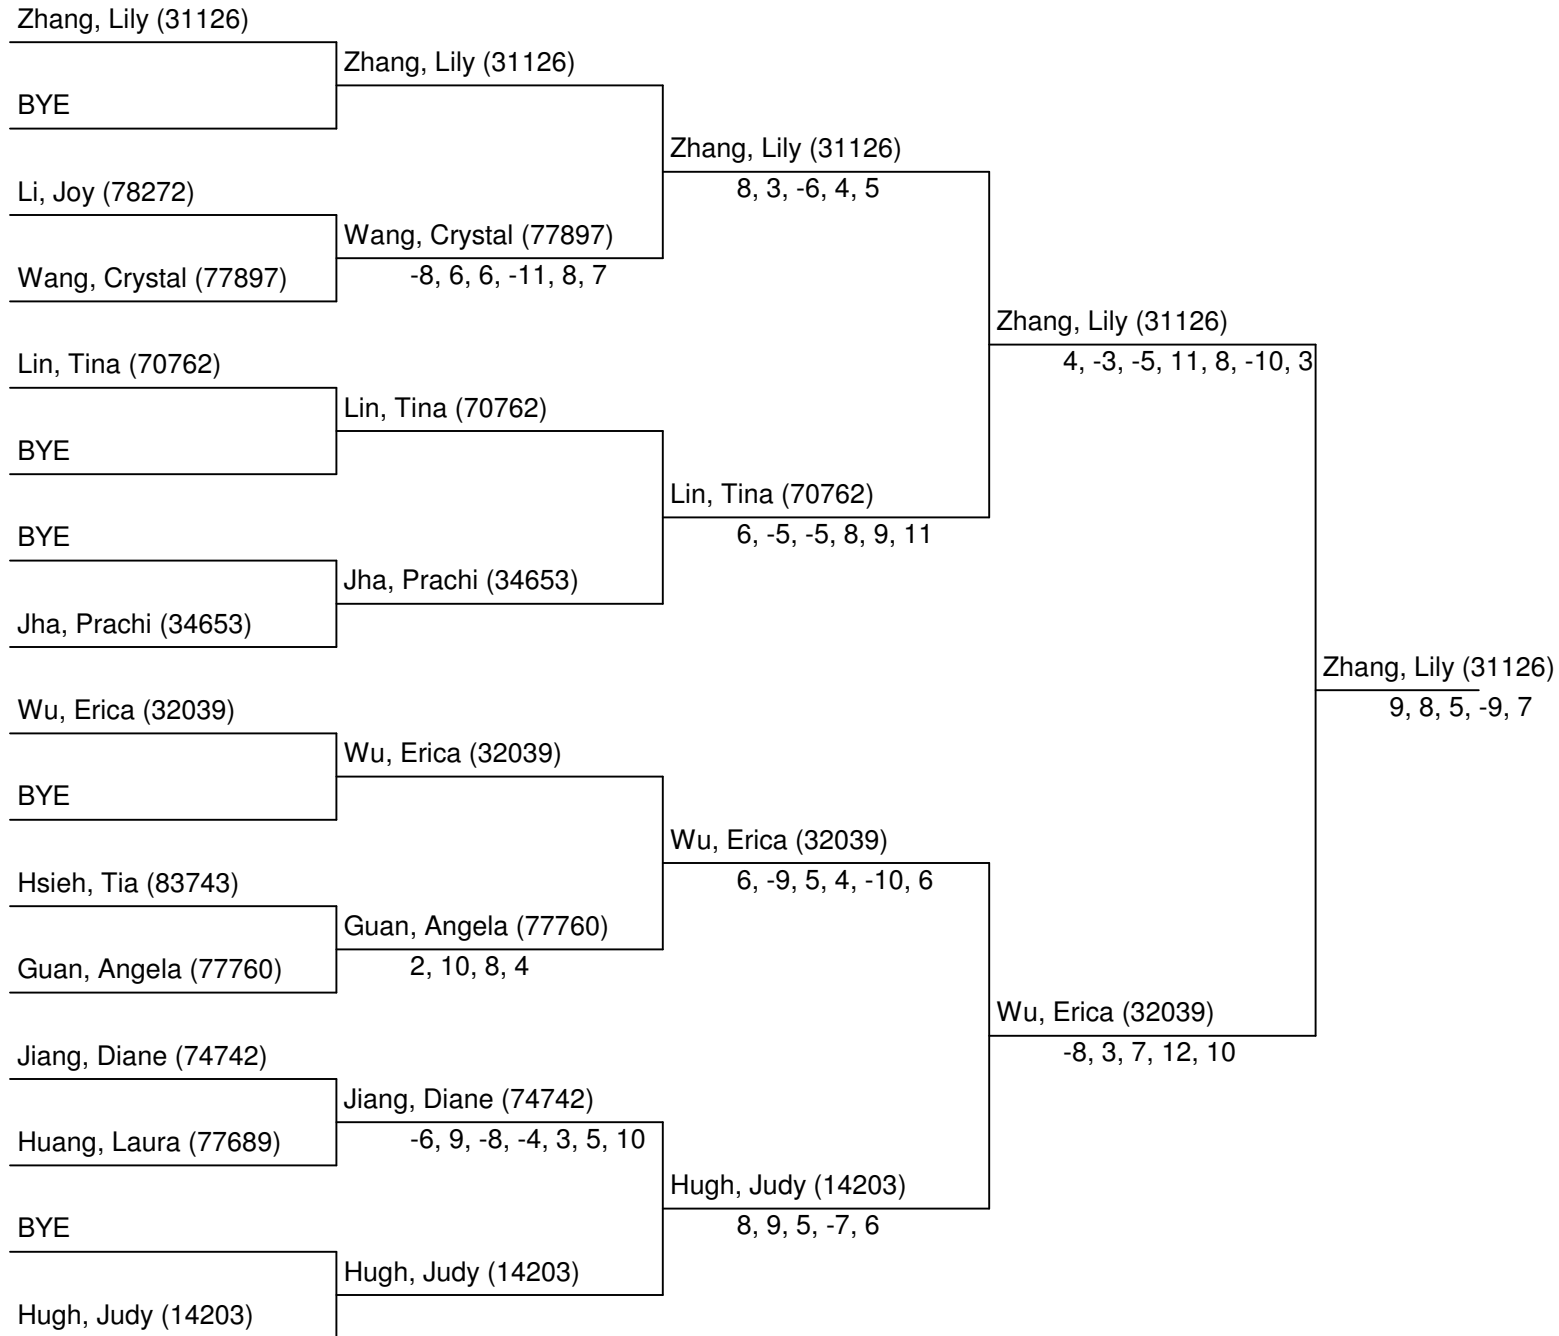 Zhang, Lily (31126)
Zhang, Lily (31126)
BYE
Zhang, Lily (31126)
8, 3, -6, 4, 5
Li, Joy (78272)
Wang, Crystal (77897)
-8, 6, 6, -11, 8, 7
Wang, Crystal (77897)
Zhang, Lily (31126)
4, -3, -5, 11, 8, -10, 3
Lin, Tina (70762)
Lin, Tina (70762)
BYE
Lin, Tina (70762)
6, -5, -5, 8, 9, 11
BYE
Jha, Prachi (34653)
Jha, Prachi (34653)
Zhang, Lily (31126)
9, 8, 5, -9, 7
Wu, Erica (32039)
Wu, Erica (32039)
BYE
Wu, Erica (32039)
6, -9, 5, 4, -10, 6
Hsieh, Tia (83743)
Guan, Angela (77760)
2, 10, 8, 4
Guan, Angela (77760)
Wu, Erica (32039)
-8, 3, 7, 12, 10
Jiang, Diane (74742)
Jiang, Diane (74742)
-6, 9, -8, -4, 3, 5, 10
Huang, Laura (77689)
Hugh, Judy (14203)
8, 9, 5, -7, 6
BYE
Hugh, Judy (14203)
Hugh, Judy (14203)